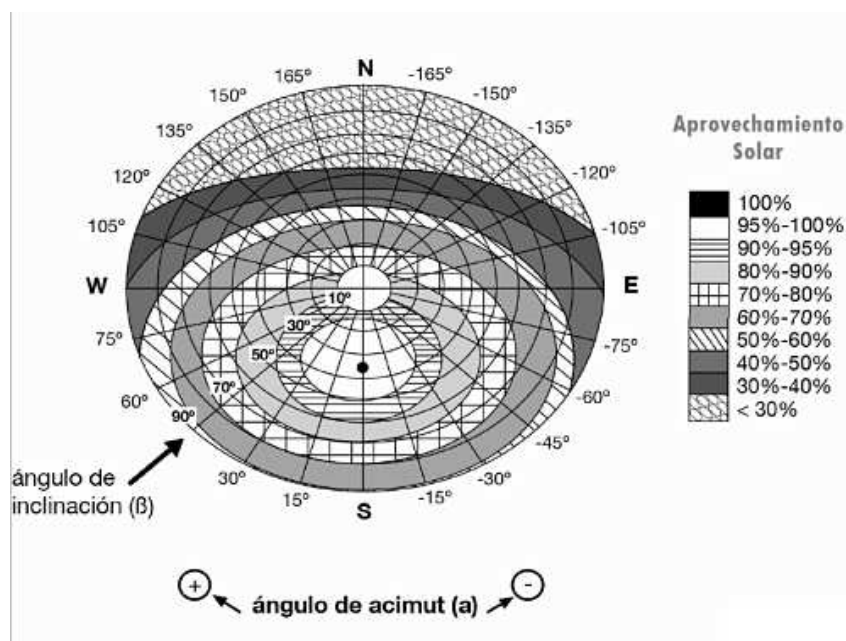 N
165º
-165º
150º
-150º
135º
-135º
120º
-120º
105º
-105º
W
E
10º
30º
50º
70º
90º
75º
-75º
60º
-60º
-45º
30º
-30º
15º
-15º
S
Aprovechamiento
Solar
100%
95%-100%
90%-95%
80%-90%
70%-80%
60%-70%
50%-60%
40%-50%
30%-40%
< 30%
ángulo de
inclinación (ß)
+ ángulo de acimut (a) -